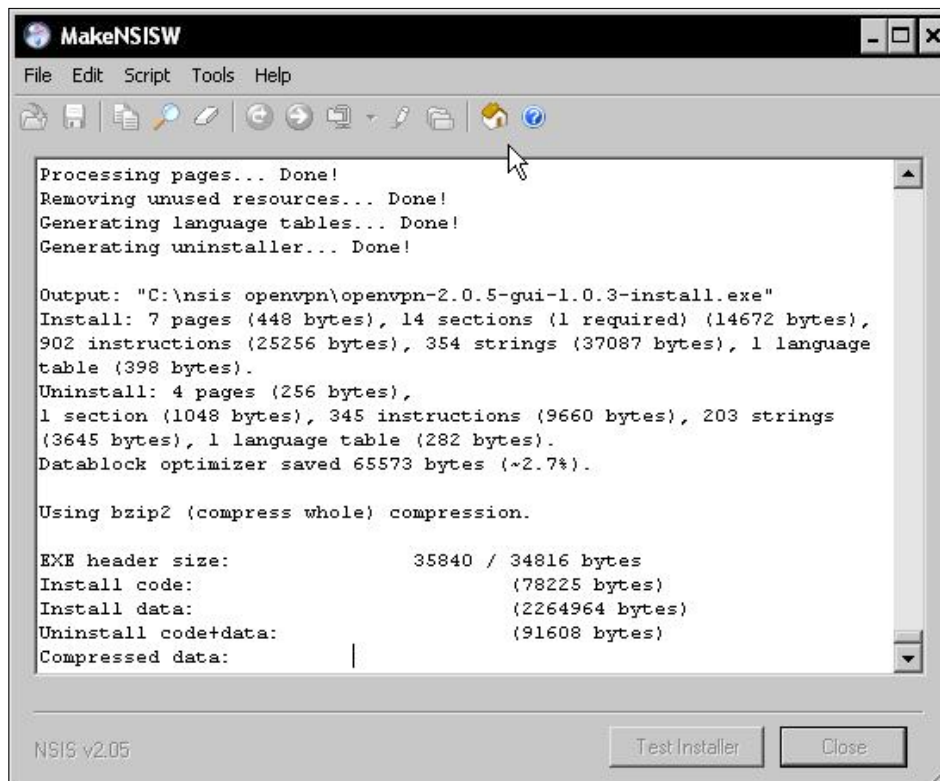 MakeNSISW
File Edit Script Tools Help
Processing pages... Done!
Removing unused resources... Done!
Generating language tables... Done!
Generating uninstaller... Done!
Output: "C:\nsis openvpn\openvpn-2.0.5-gui-1.0.3-install.exe"
Install: 7 pages (448 bytes), 14 sections (1 required) (14672 bytes),
902 instructions (25256 bytes), 354 strings (37087 bytes), 1 language
table (398 bytes).
Uninstall: 4 pages (256 bytes),
1 section (1048 bytes), 345 instructions (9660 bytes), 203 strings
(3645 bytes), 1 language table (282 bytes).
Datablock optimizer saved 65573 bytes (~2.7%).
Using bzip2 (compress whole) compression.
EXE header size: 35840 / 34816 bytes
Install code: (78225 bytes)
Install data: (2264964 bytes)
Uninstall code+data: (91608 bytes)
Compressed data:
NSIS v2.05
Test Installer
Close